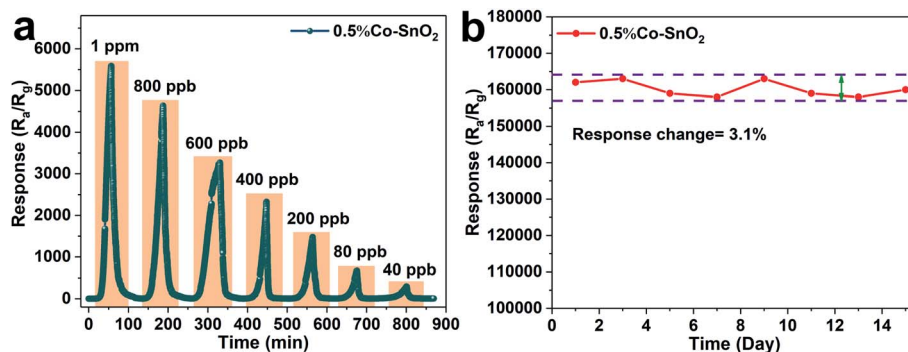 a
0.5%Co-SnO2
1 ppm
800 ppb
600 ppb
400 ppb
200 ppb
80 ppb
40 ppb
Response (Ra/Rg)
6000
5000
4000
3000
2000
1000
0
0 100 200 300 400 500 600 700 800 900
Time (min)
b
0.5%Co-SnO2
Response change= 3.1%
Response (Ra/Rg)
180000
170000
160000
150000
140000
130000
120000
110000
100000
0 2 4 6 8 10 12 14
Time (Day)